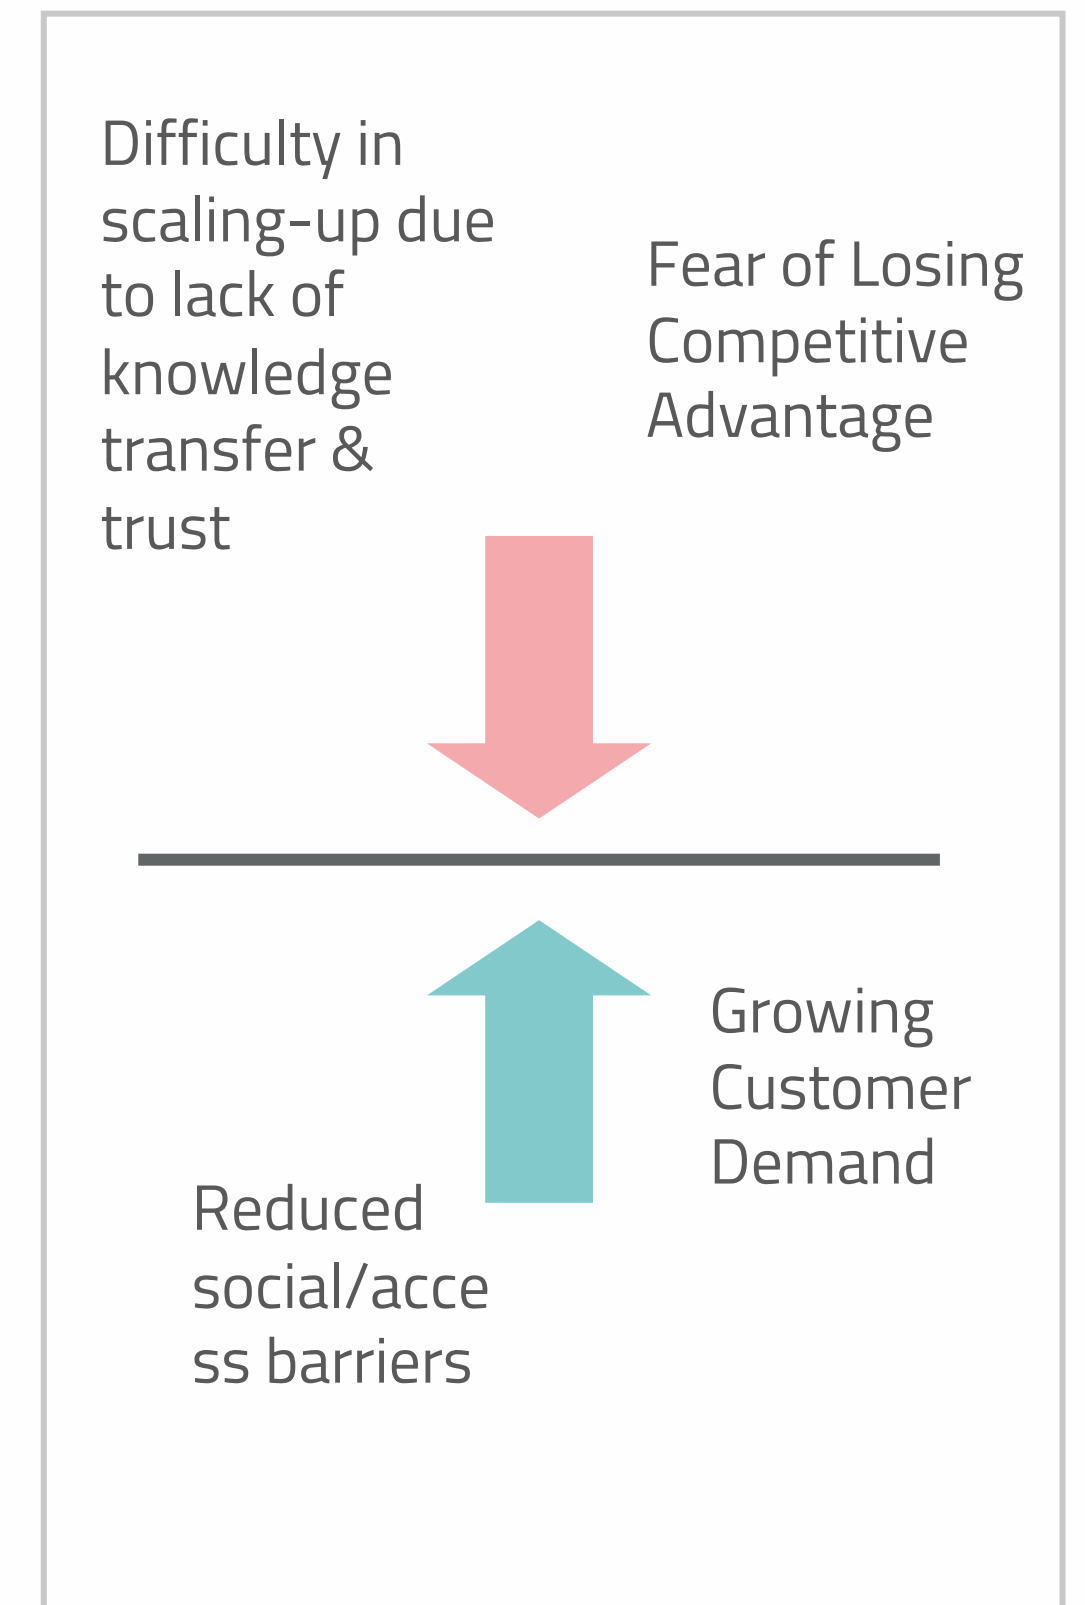 Difficulty in
scaling-up due
to lack of
knowledge
transfer &
trust
Fear of Losing
Competitive
Advantage
Growing
Customer
Demand
Reduced
social/acce
ss barriers